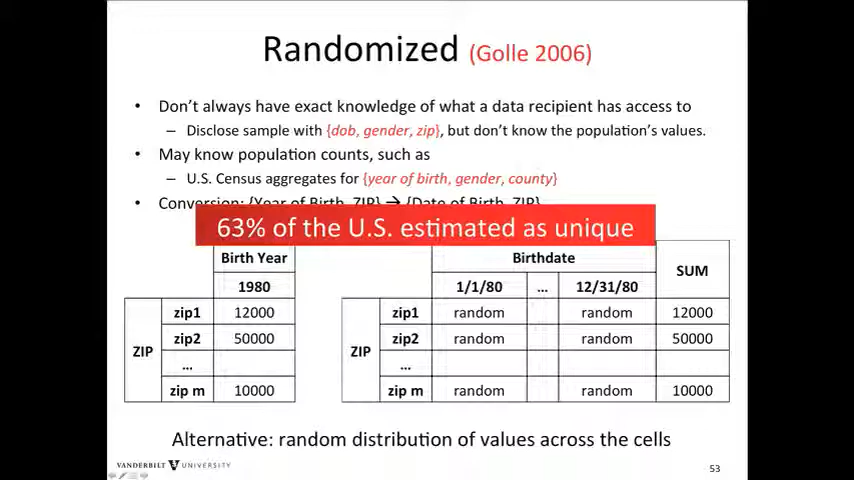 Randomized (Golle 2006)
• Don't always have exact knowledge of what a data recipient has access to
– Disclose sample with {dob, gender, zip}, but don't know the population's values.
• May know population counts, such as
– U.S. Census aggregates for {year of birth, gender, county}
• Conversion: {Year of Birth, ZIP} → {Date of Birth, ZIP}
63% of the U.S. estimated as unique
Birth Year
1980
ZIP
zip1 12000
zip2 50000
...
zip m 10000
Birthdate SUM
1/1/80 ... 12/31/80
ZIP
zip1 random random 12000
zip2 random random 50000
...
zip m random random 10000
Alternative: random distribution of values across the cells
VANDERBILT UNIVERSITY
53